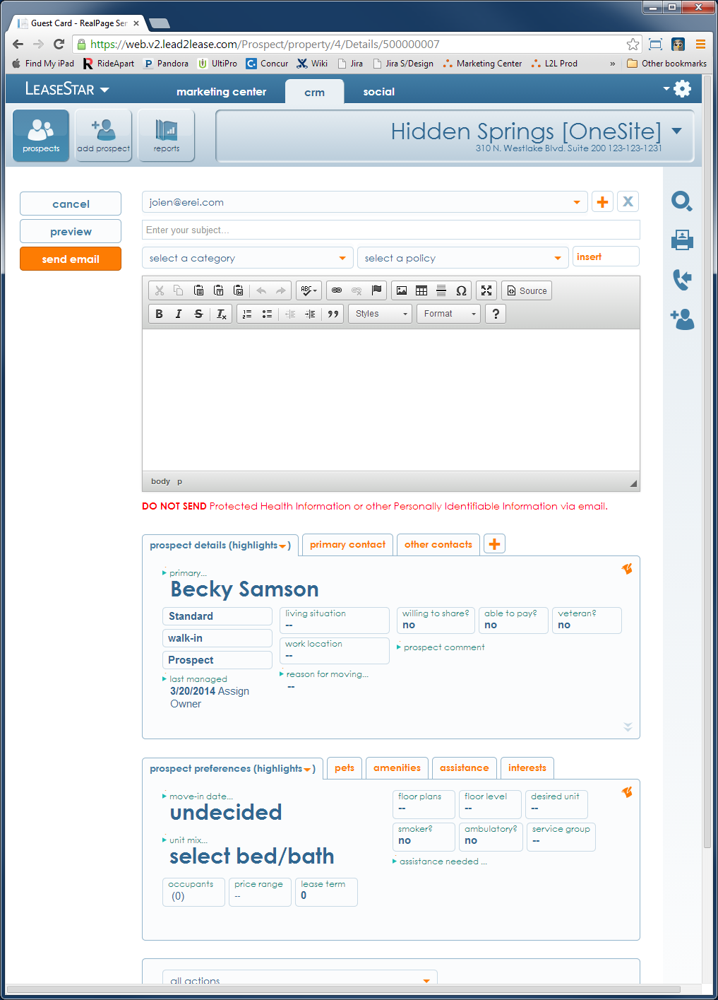 Guest Card - RealPage Ser
https://web.v2.lead2lease.com/Prospect/property/4/Details/500000007
Find My iPad RideApart Pandora UltiPro Concur Wiki Jira Jira S/Design Marketing Center L2L Prod » Other bookmarks
LEASESTAR marketing center crm social
prospects add prospect reports
Hidden Springs [OneSite]
310 N. Westlake Blvd. Suite 200 123-123-1231
cancel
preview
send email
joien@erei.com
Enter your subject...
select a category select a policy insert
ABC Source
B I S Tx Styles Format ?
body p
DO NOT SEND Protected Health Information or other Personally Identifiable Information via email.
prospect details (highlights ) primary contact other contacts
primary...
Becky Samson
Standard
walk-in
Prospect
last managed
3/20/2014 Assign
Owner
living situation
--
work location
--
reason for moving...
--
willing to share?
no
able to pay?
no
veteran?
no
prospect comment
prospect preferences (highlights ) pets amenities assistance interests
move-in date...
undecided
unit mix...
select bed/bath
occupants
(0)
price range
--
lease term
0
floor plans
--
floor level
--
desired unit
--
smoker?
no
ambulatory?
no
service group
--
assistance needed ...
all actions